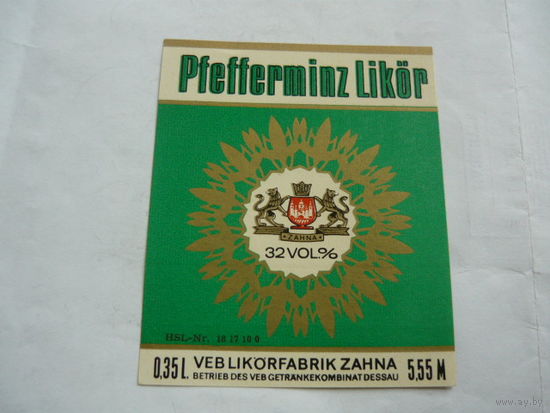 Pfefferminz Likör
ZAHNA
32 VOL.%
HSL-Nr. 18 17 10 0
0,35 L. VEB LIKÖRFABRIK ZAHNA 5,55 M
BETRIEB DES VEB GETRÄNKEKOMBINAT DESSAU
www.ay.by